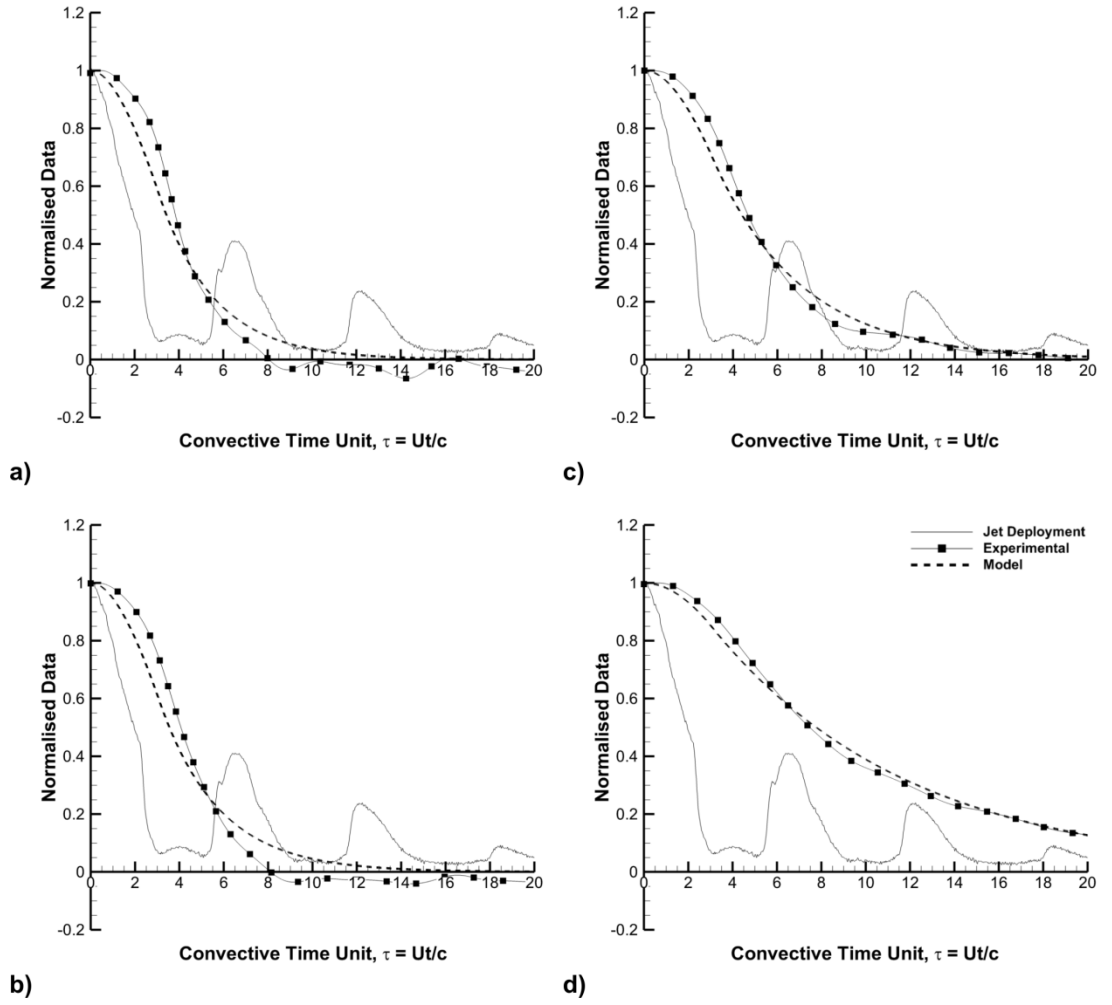 1.2
1
0.8
0.6
0.4
0.2
0
-0.2
0 2 4 6 8 10 12 14 16 18 20
Normalised Data
Convective Time Unit, τ = Ut/c
a)
1.2
1
0.8
0.6
0.4
0.2
0
-0.2
0 2 4 6 8 10 12 14 16 18 20
Normalised Data
Convective Time Unit, τ = Ut/c
c)
1.2
1
0.8
0.6
0.4
0.2
0
-0.2
0 2 4 6 8 10 12 14 16 18 20
Normalised Data
Convective Time Unit, τ = Ut/c
b)
1.2
1
0.8
0.6
0.4
0.2
0
-0.2
0 2 4 6 8 10 12 14 16 18 20
Normalised Data
Jet Deployment
Experimental
Model
Convective Time Unit, τ = Ut/c
d)